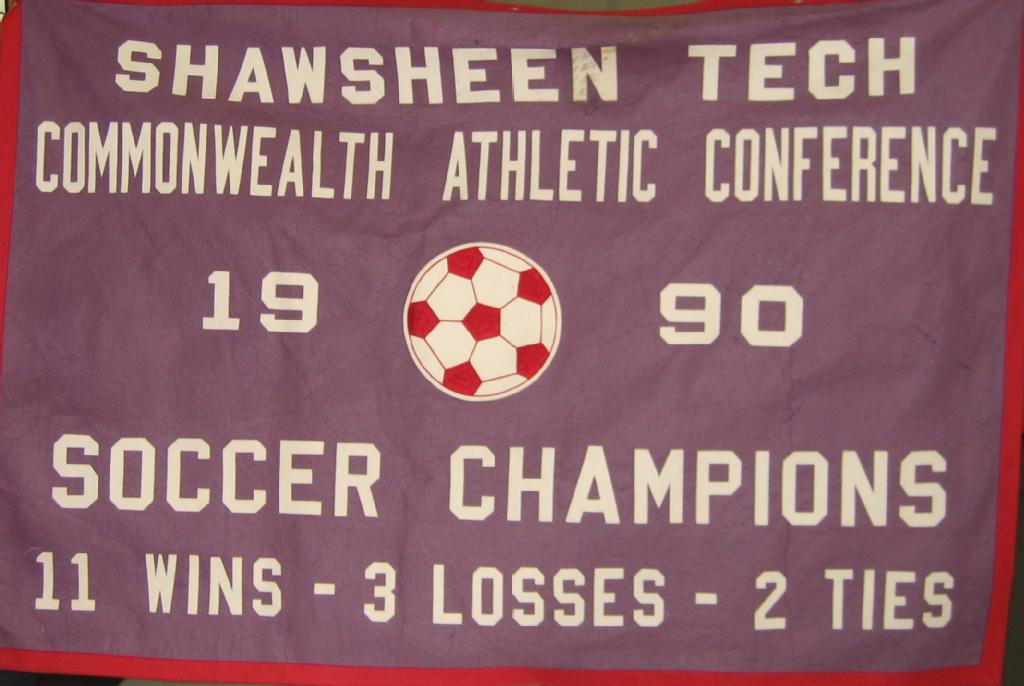 SHAWSHEEN TECH
COMMONWEALTH ATHLETIC CONFERENCE
19 90
SOCCER CHAMPIONS
11 WINS - 3 LOSSES - 2 TIES